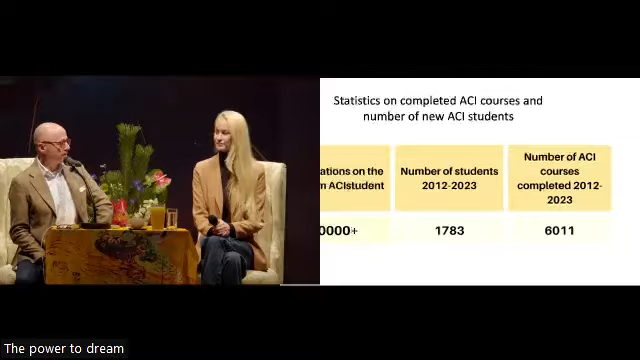 Statistics on completed ACI courses and
number of new ACI students
ations on the
m ACIstudent
0000+
Number of students
2012-2023
1783
Number of ACI
courses
completed 2012-
2023
6011
The power to dream